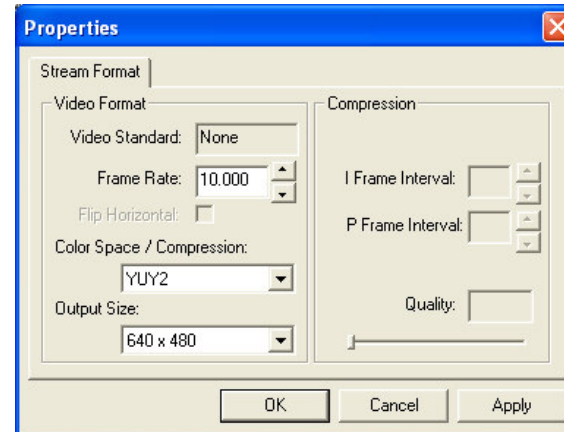 Properties
Stream Format
Video Format
Video Standard: None
Frame Rate: 10.000
Flip Horizontal:
Color Space / Compression:
YUY2
Output Size:
640 x 480
Compression
I Frame Interval:
P Frame Interval:
Quality:
OK Cancel Apply